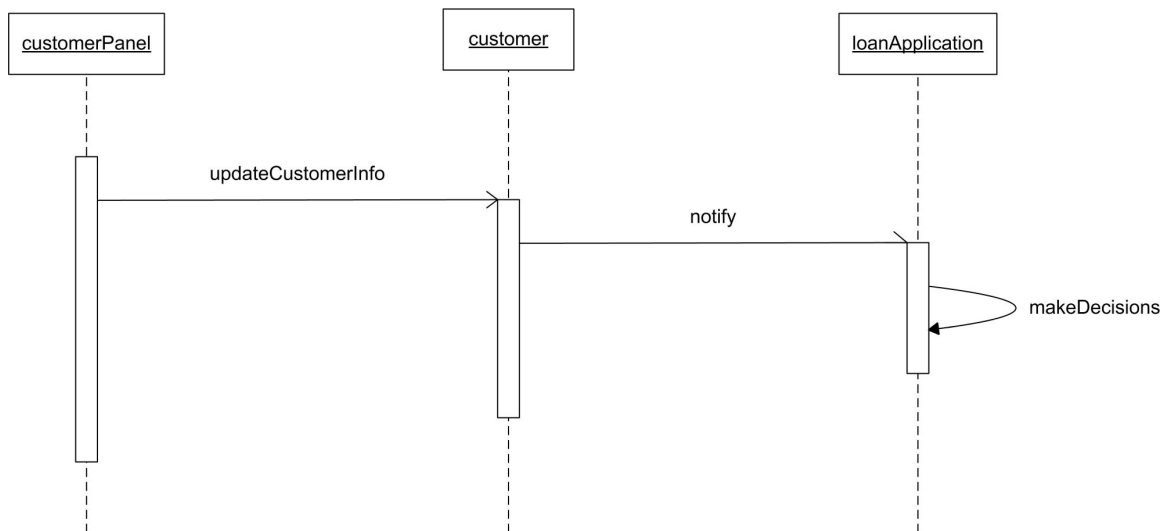 customerPanel
customer
loanApplication
updateCustomerInfo
notify
makeDecisions